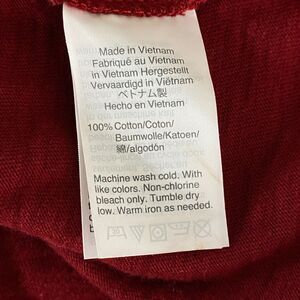 Made in Vietnam
Fabriqué au Vietnam
in Vietnam Hergestellt
Vervaardigd in Viëtnam
ベトナム製
Hecho en Vietnam
100% Cotton/Coton/
Baumwolle/Katoen/
綿/algodón
Machine wash cold. With
like colors. Non-chlorine
bleach only. Tumble dry
low. Warm iron as needed.
30